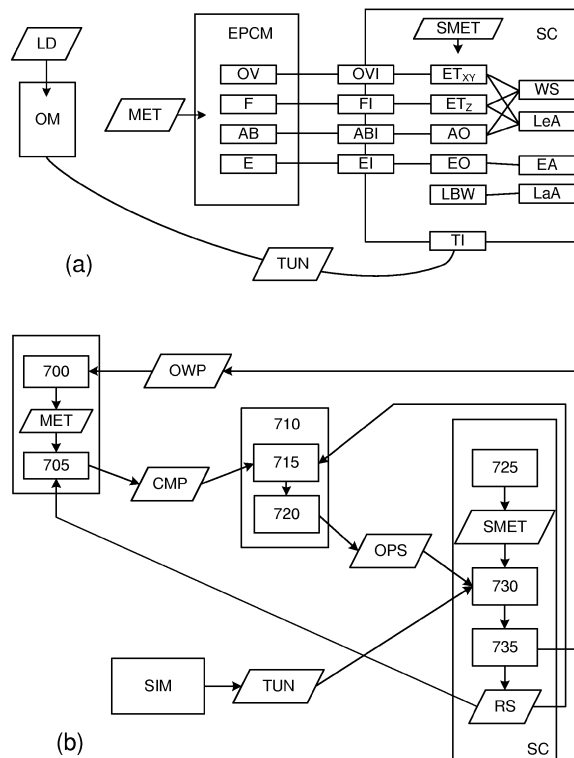 LD
OM
MET
EPCM
OV
F
AB
E
SC
SMET
OVI
FI
ABI
EI
ET_XY
ET_Z
AO
EO
LBW
WS
LeA
EA
LaA
TI
TUN
(a)
700
MET
705
OWP
CMP
710
715
720
OPS
SC
725
SMET
730
735
RS
SIM
TUN
(b)